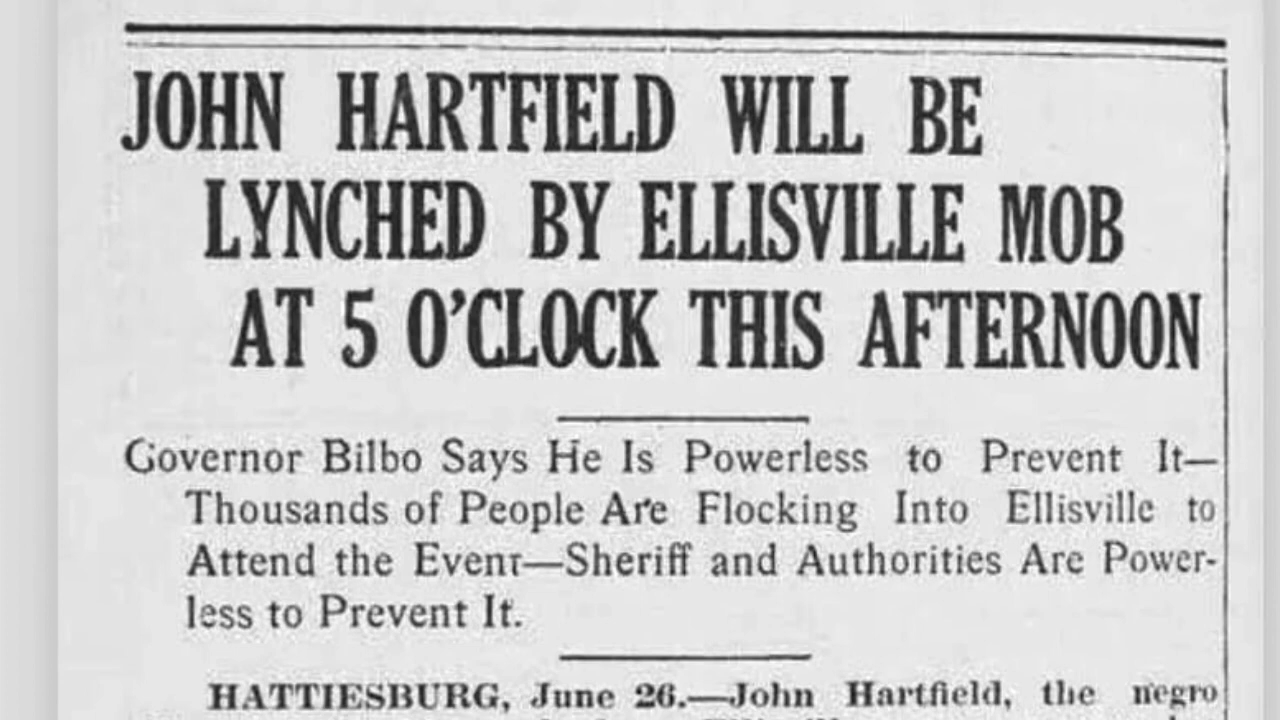 JOHN HARTFIELD WILL BE
LYNCHED BY ELLISVILLE MOB
AT 5 O'CLOCK THIS AFTERNOON
Governor Bilbo Says He Is Powerless to Prevent It—
Thousands of People Are Flocking Into Ellisville to
Attend the Event—Sheriff and Authorities Are Power-
less to Prevent It.
HATTIESBURG, June 26.—John Hartfield, the negro